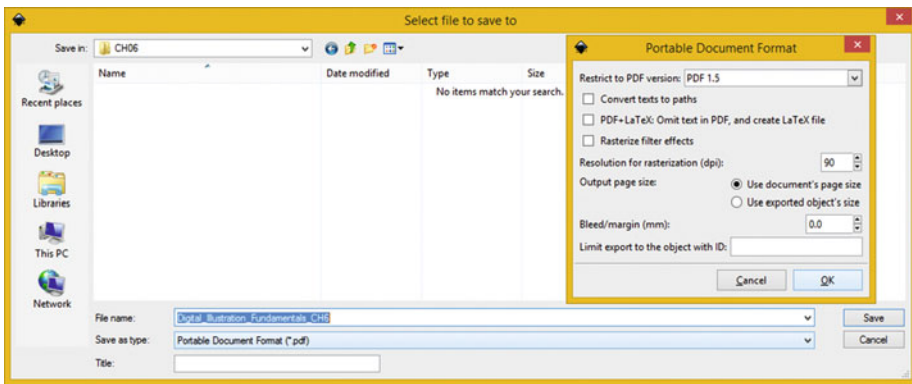 Select file to save to
Save in: CH06
Name Date modified Type Size
No items match your search.
Recent places
Desktop
Libraries
This PC
Network
File name: Digital_Illustration_Fundamentals_CH6
Save as type: Portable Document Format (*.pdf)
Title:
Save
Cancel
Portable Document Format
Restrict to PDF version: PDF 1.5
Convert texts to paths
PDF+LaTeX: Omit text in PDF, and create LaTeX file
Rasterize filter effects
Resolution for rasterization (dpi): 90
Output page size: Use document's page size
Use exported object's size
Bleed/margin (mm): 0.0
Limit export to the object with ID:
Cancel OK